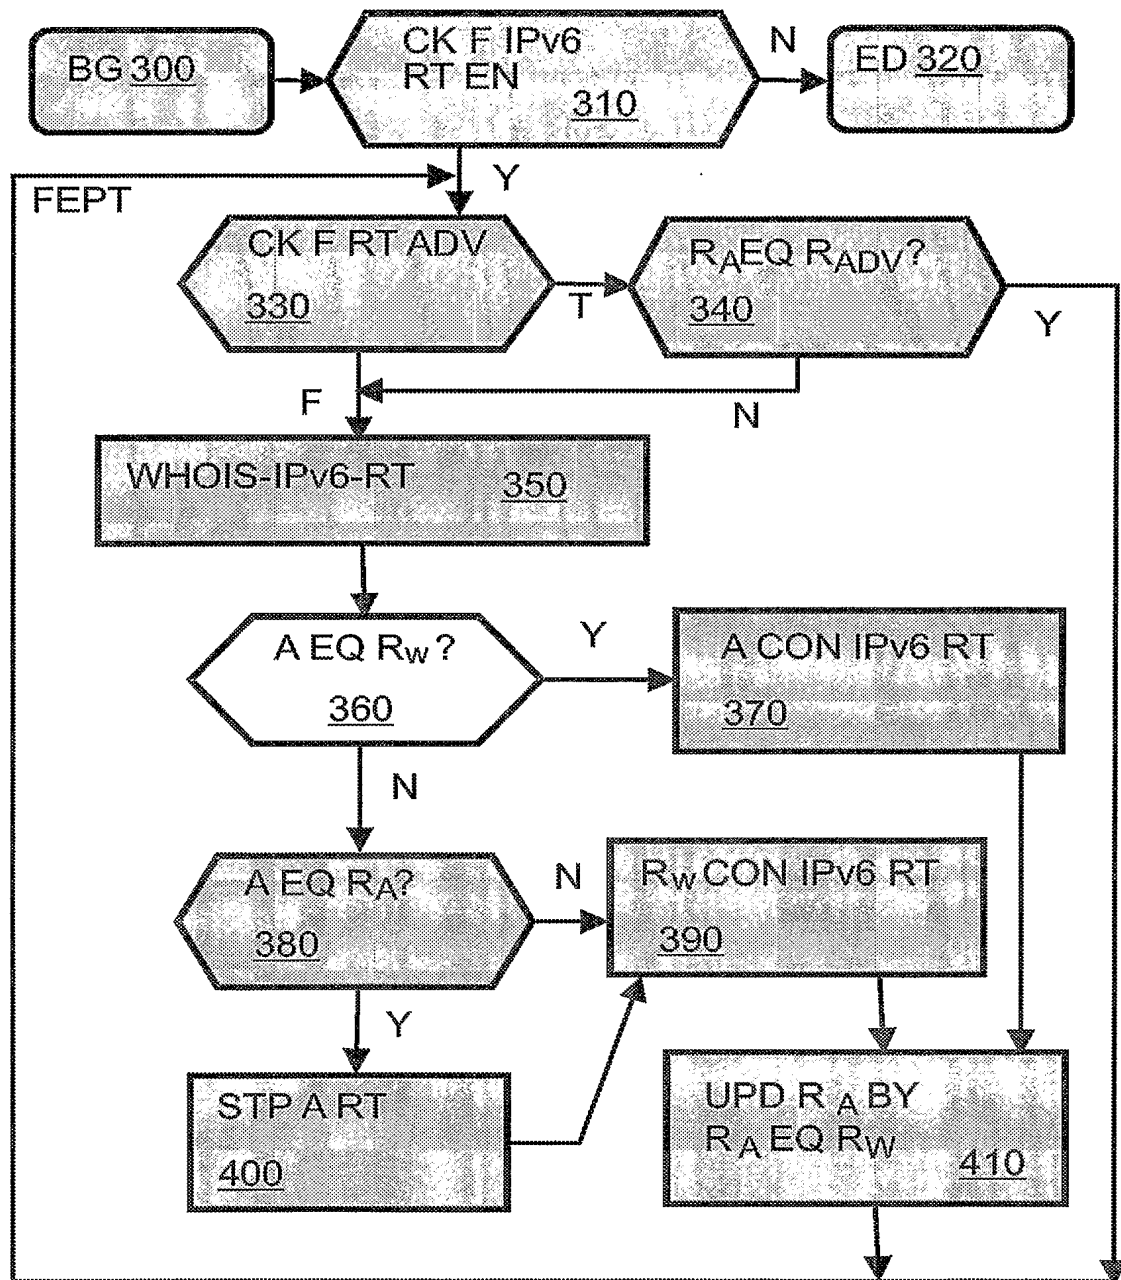 BG 300
CK F IPv6
RT EN
310
N
ED 320
Y
FEPT
CK F RT ADV
330
T
RA EQ RADV?
340
Y
F
N
WHOIS-IPv6-RT 350
A EQ RW?
360
Y
A CON IPv6 RT
370
N
A EQ RA?
380
N
RW CON IPv6 RT
390
Y
STP A RT
400
UPD RA BY
RA EQ RW
410